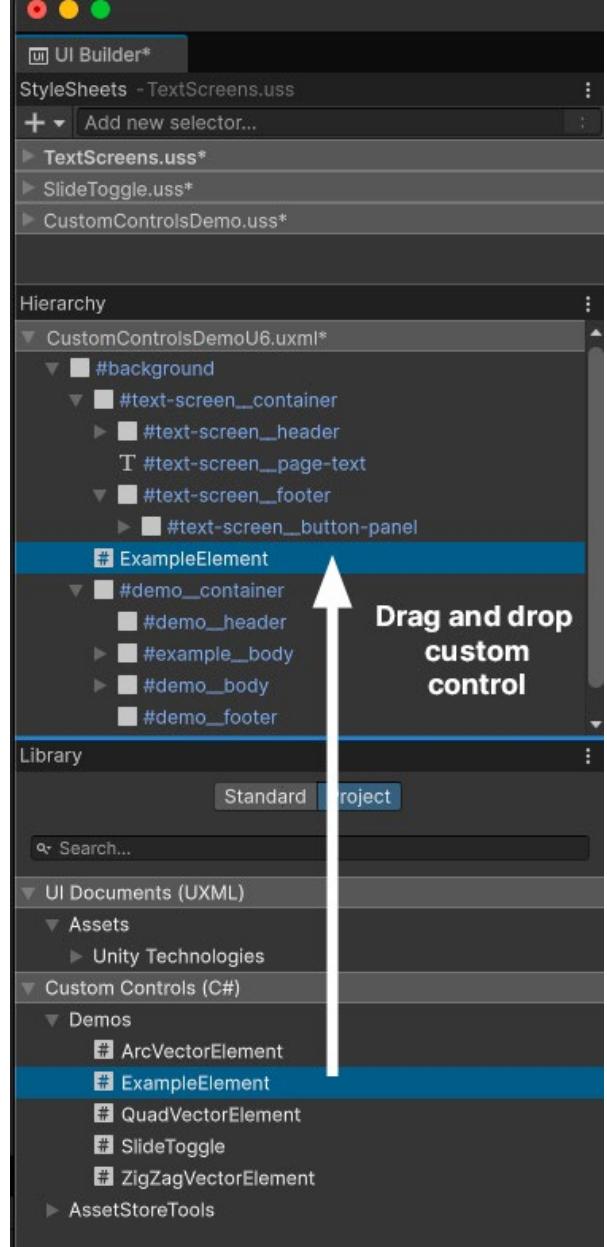 UI Builder*
StyleSheets - TextScreens.uss
Add new selector...
TextScreens.uss*
SlideToggle.uss*
CustomControlsDemo.uss*
Hierarchy
CustomControlsDemoU6.uxml*
#background
#text-screen__container
#text-screen__header
T #text-screen__page-text
#text-screen__footer
#text-screen__button-panel
# ExampleElement
#demo__container
#demo__header
#example__body
#demo__body
#demo__footer
Drag and drop
custom
control
Library
Standard Project
Search...
UI Documents (UXML)
Assets
Unity Technologies
Custom Controls (C#)
Demos
# ArcVectorElement
# ExampleElement
# QuadVectorElement
# SlideToggle
# ZigZagVectorElement
AssetStoreTools